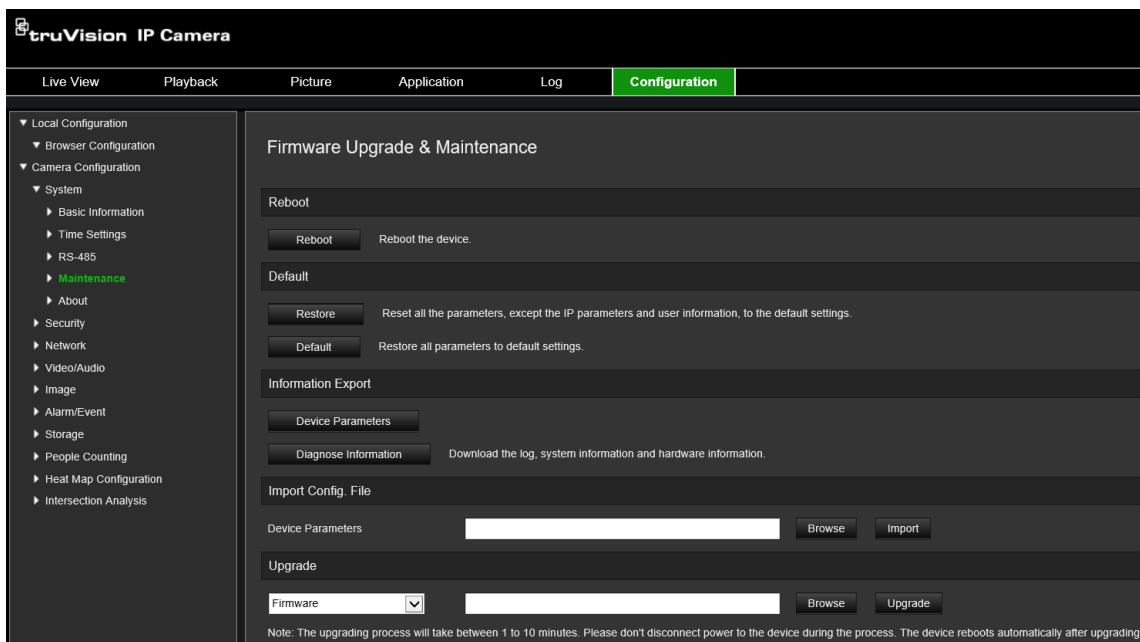 truVision IP Camera
Live View Playback Picture Application Log Configuration
Local Configuration
Browser Configuration
Camera Configuration
System
Basic Information
Time Settings
RS-485
Maintenance
About
Security
Network
Video/Audio
Image
Alarm/Event
Storage
People Counting
Heat Map Configuration
Intersection Analysis
Firmware Upgrade & Maintenance
Reboot
Reboot Reboot the device.
Default
Restore Reset all the parameters, except the IP parameters and user information, to the default settings.
Default Restore all parameters to default settings.
Information Export
Device Parameters
Diagnose Information Download the log, system information and hardware information.
Import Config. File
Device Parameters Browse Import
Upgrade
Firmware Browse Upgrade
Note: The upgrading process will take between 1 to 10 minutes. Please don't disconnect power to the device during the process. The device reboots automatically after upgrading